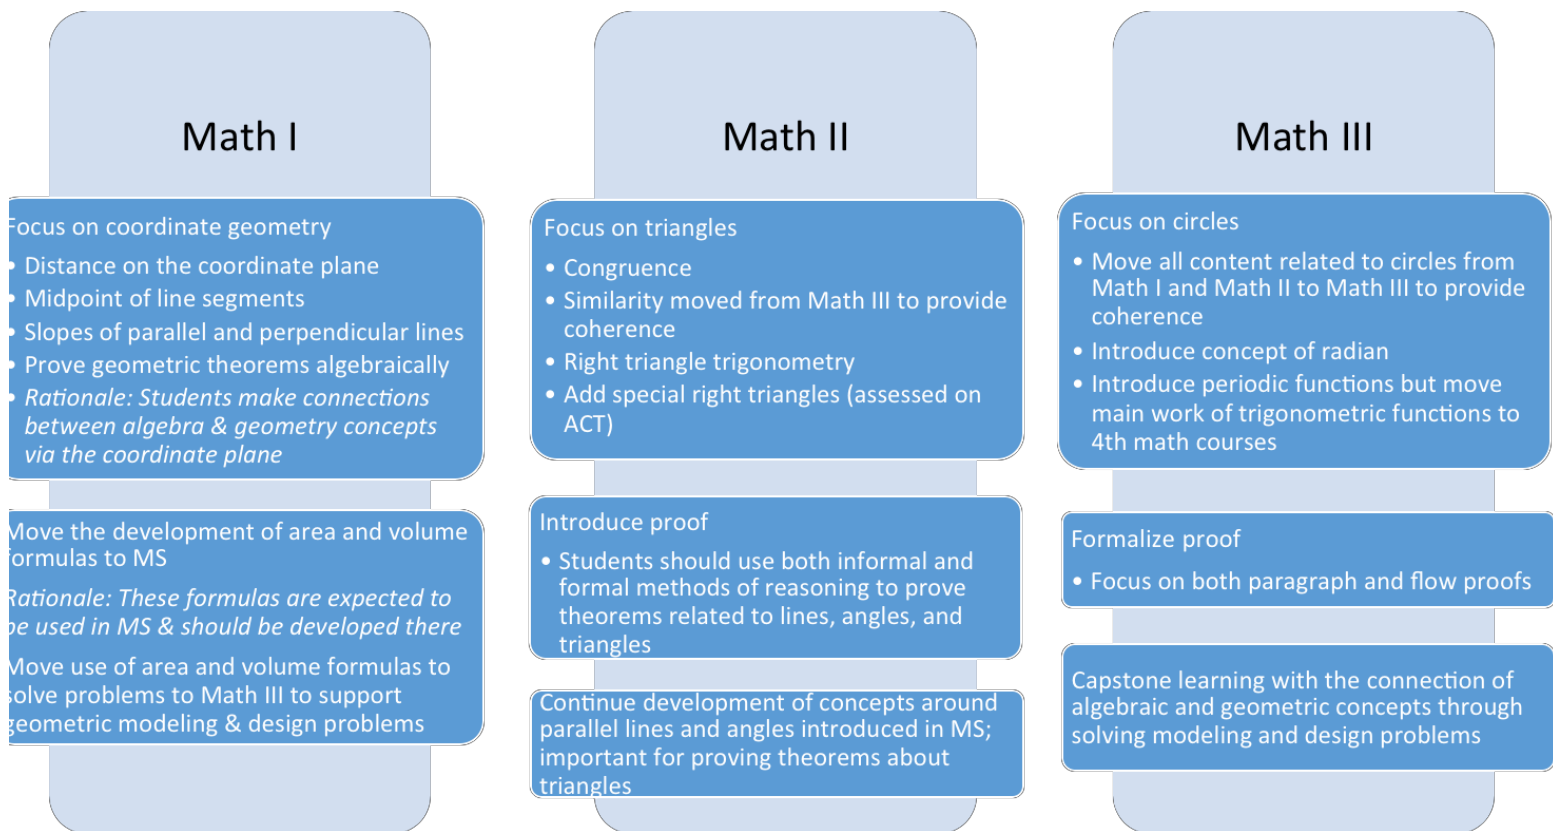 Math I
Focus on coordinate geometry
• Distance on the coordinate plane
• Midpoint of line segments
• Slopes of parallel and perpendicular lines
• Prove geometric theorems algebraically
• Rationale: Students make connections
between algebra & geometry concepts
via the coordinate plane
Move the development of area and volume
formulas to MS
Rationale: These formulas are expected to
be used in MS & should be developed there
Move use of area and volume formulas to
solve problems to Math III to support
geometric modeling & design problems
Math II
Focus on triangles
• Congruence
• Similarity moved from Math III to provide
coherence
• Right triangle trigonometry
• Add special right triangles (assessed on
ACT)
Introduce proof
• Students should use both informal and
formal methods of reasoning to prove
theorems related to lines, angles, and
triangles
Continue development of concepts around
parallel lines and angles introduced in MS;
important for proving theorems about
triangles
Math III
Focus on circles
• Move all content related to circles from
Math I and Math II to Math III to provide
coherence
• Introduce concept of radian
• Introduce periodic functions but move
main work of trigonometric functions to
4th math courses
Formalize proof
• Focus on both paragraph and flow proofs
Capstone learning with the connection of
algebraic and geometric concepts through
solving modeling and design problems